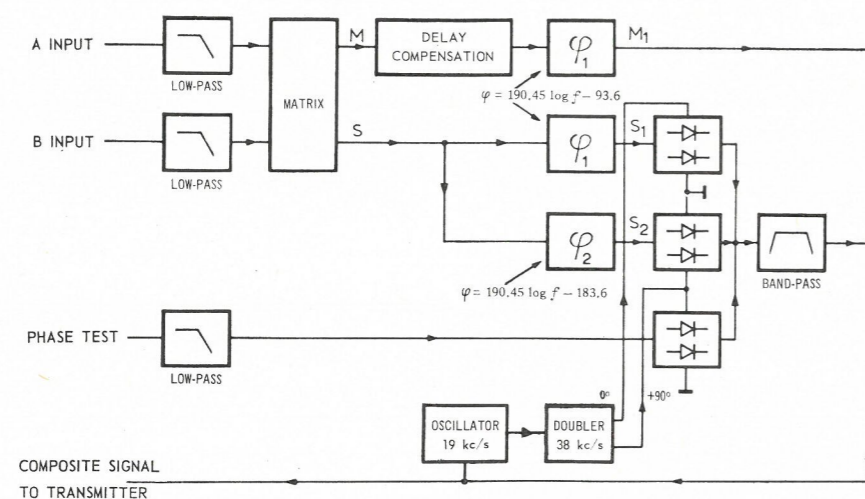 A INPUT
LOW-PASS
MATRIX
M
DELAY
COMPENSATION
φ1
M1
φ = 190.45 log f – 93.6
B INPUT
LOW-PASS
S
φ1
S1
φ2
S2
φ = 190.45 log f – 183.6
BAND-PASS
PHASE TEST
LOW-PASS
0°
+90°
OSCILLATOR
19 kc/s
DOUBLER
38 kc/s
COMPOSITE SIGNAL
TO TRANSMITTER